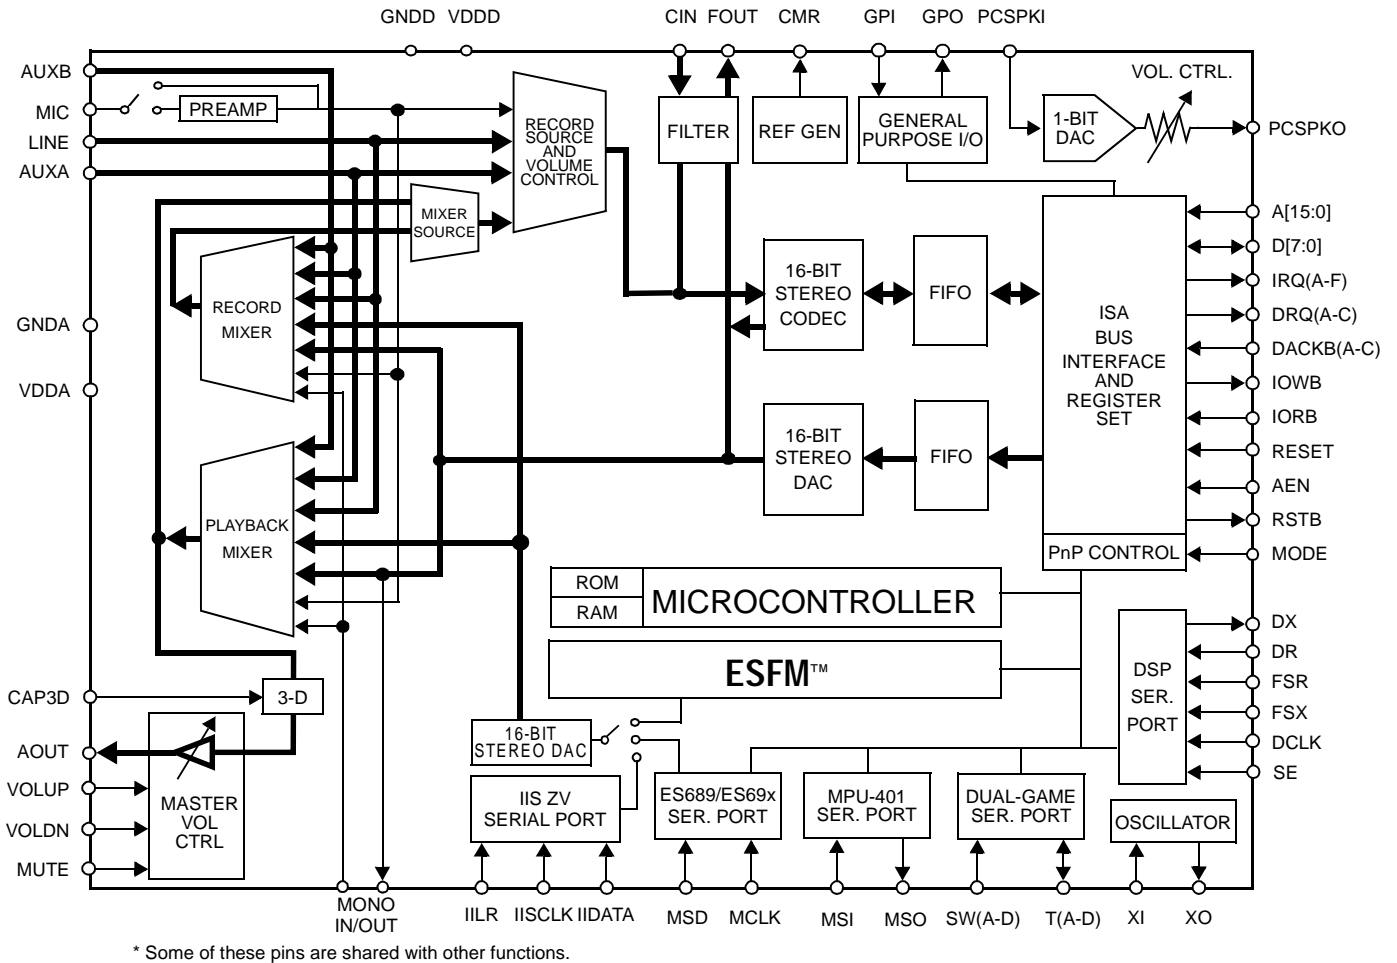 GNDD VDDD CIN FOUT CMR GPI GPO PCSPKI
AUXB
MIC
LINE
AUXA
GNDA
VDDA
CAP3D
AOUT
VOLUP
VOLDN
MUTE
PREAMP
RECORD
SOURCE
AND
VOLUME
CONTROL
MIXER
SOURCE
RECORD
MIXER
PLAYBACK
MIXER
3-D
MASTER
VOL
CTRL
FILTER
REF GEN
GENERAL
PURPOSE I/O
1-BIT
DAC
VOL. CTRL.
16-BIT
STEREO
CODEC
FIFO
16-BIT
STEREO
DAC
FIFO
ISA
BUS
INTERFACE
AND
REGISTER
SET
PnP CONTROL
ROM
RAM
MICROCONTROLLER
ESFM™
16-BIT
STEREO DAC
IIS ZV
SERIAL PORT
ES689/ES69x
SER. PORT
MPU-401
SER. PORT
DUAL-GAME
SER. PORT
DSP
SER.
PORT
OSCILLATOR
PCSPKO
A[15:0]
D[7:0]
IRQ(A-F)
DRQ(A-C)
DACKB(A-C)
IOWB
IORB
RESET
AEN
RSTB
MODE
DX
DR
FSR
FSX
DCLK
SE
MONO
IN/OUT
IILR IISCLK IIDATA MSD MCLK MSI MSO SW(A-D) T(A-D) XI XO
* Some of these pins are shared with other functions.